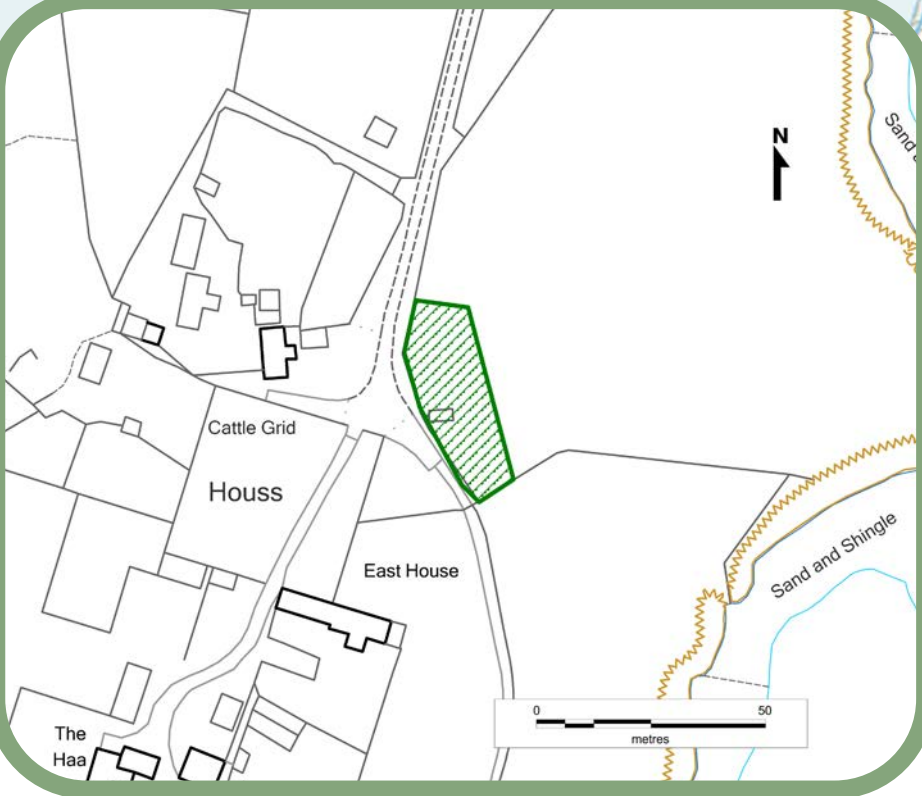 Sand
N
Cattle Grid
Houss
East House
Sand and Shingle
The
Haa
0 50
metres